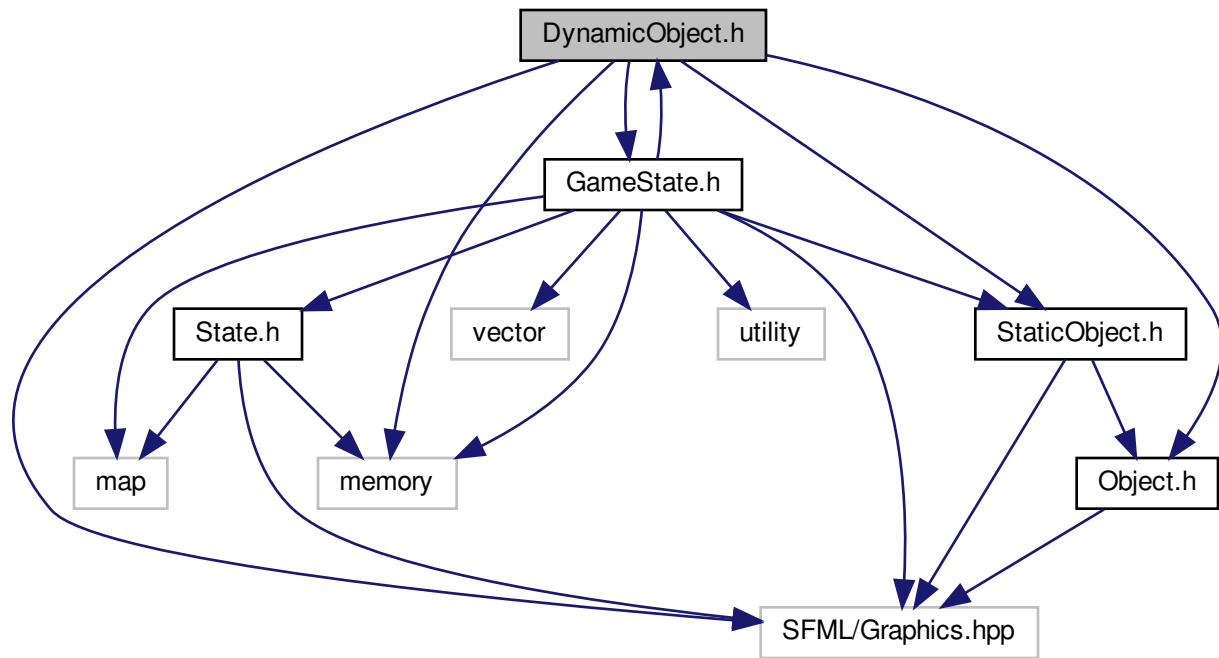 DynamicObject.h
GameState.h
State.h
vector
utility
StaticObject.h
map
memory
Object.h
SFML/Graphics.hpp